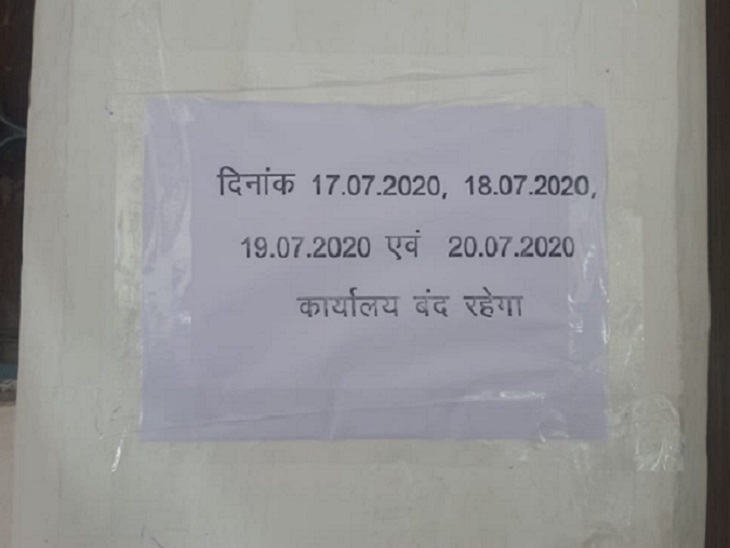 दिनांक 17.07.2020, 18.07.2020,
19.07.2020 एवं 20.07.2020
कार्यालय बंद रहेगा